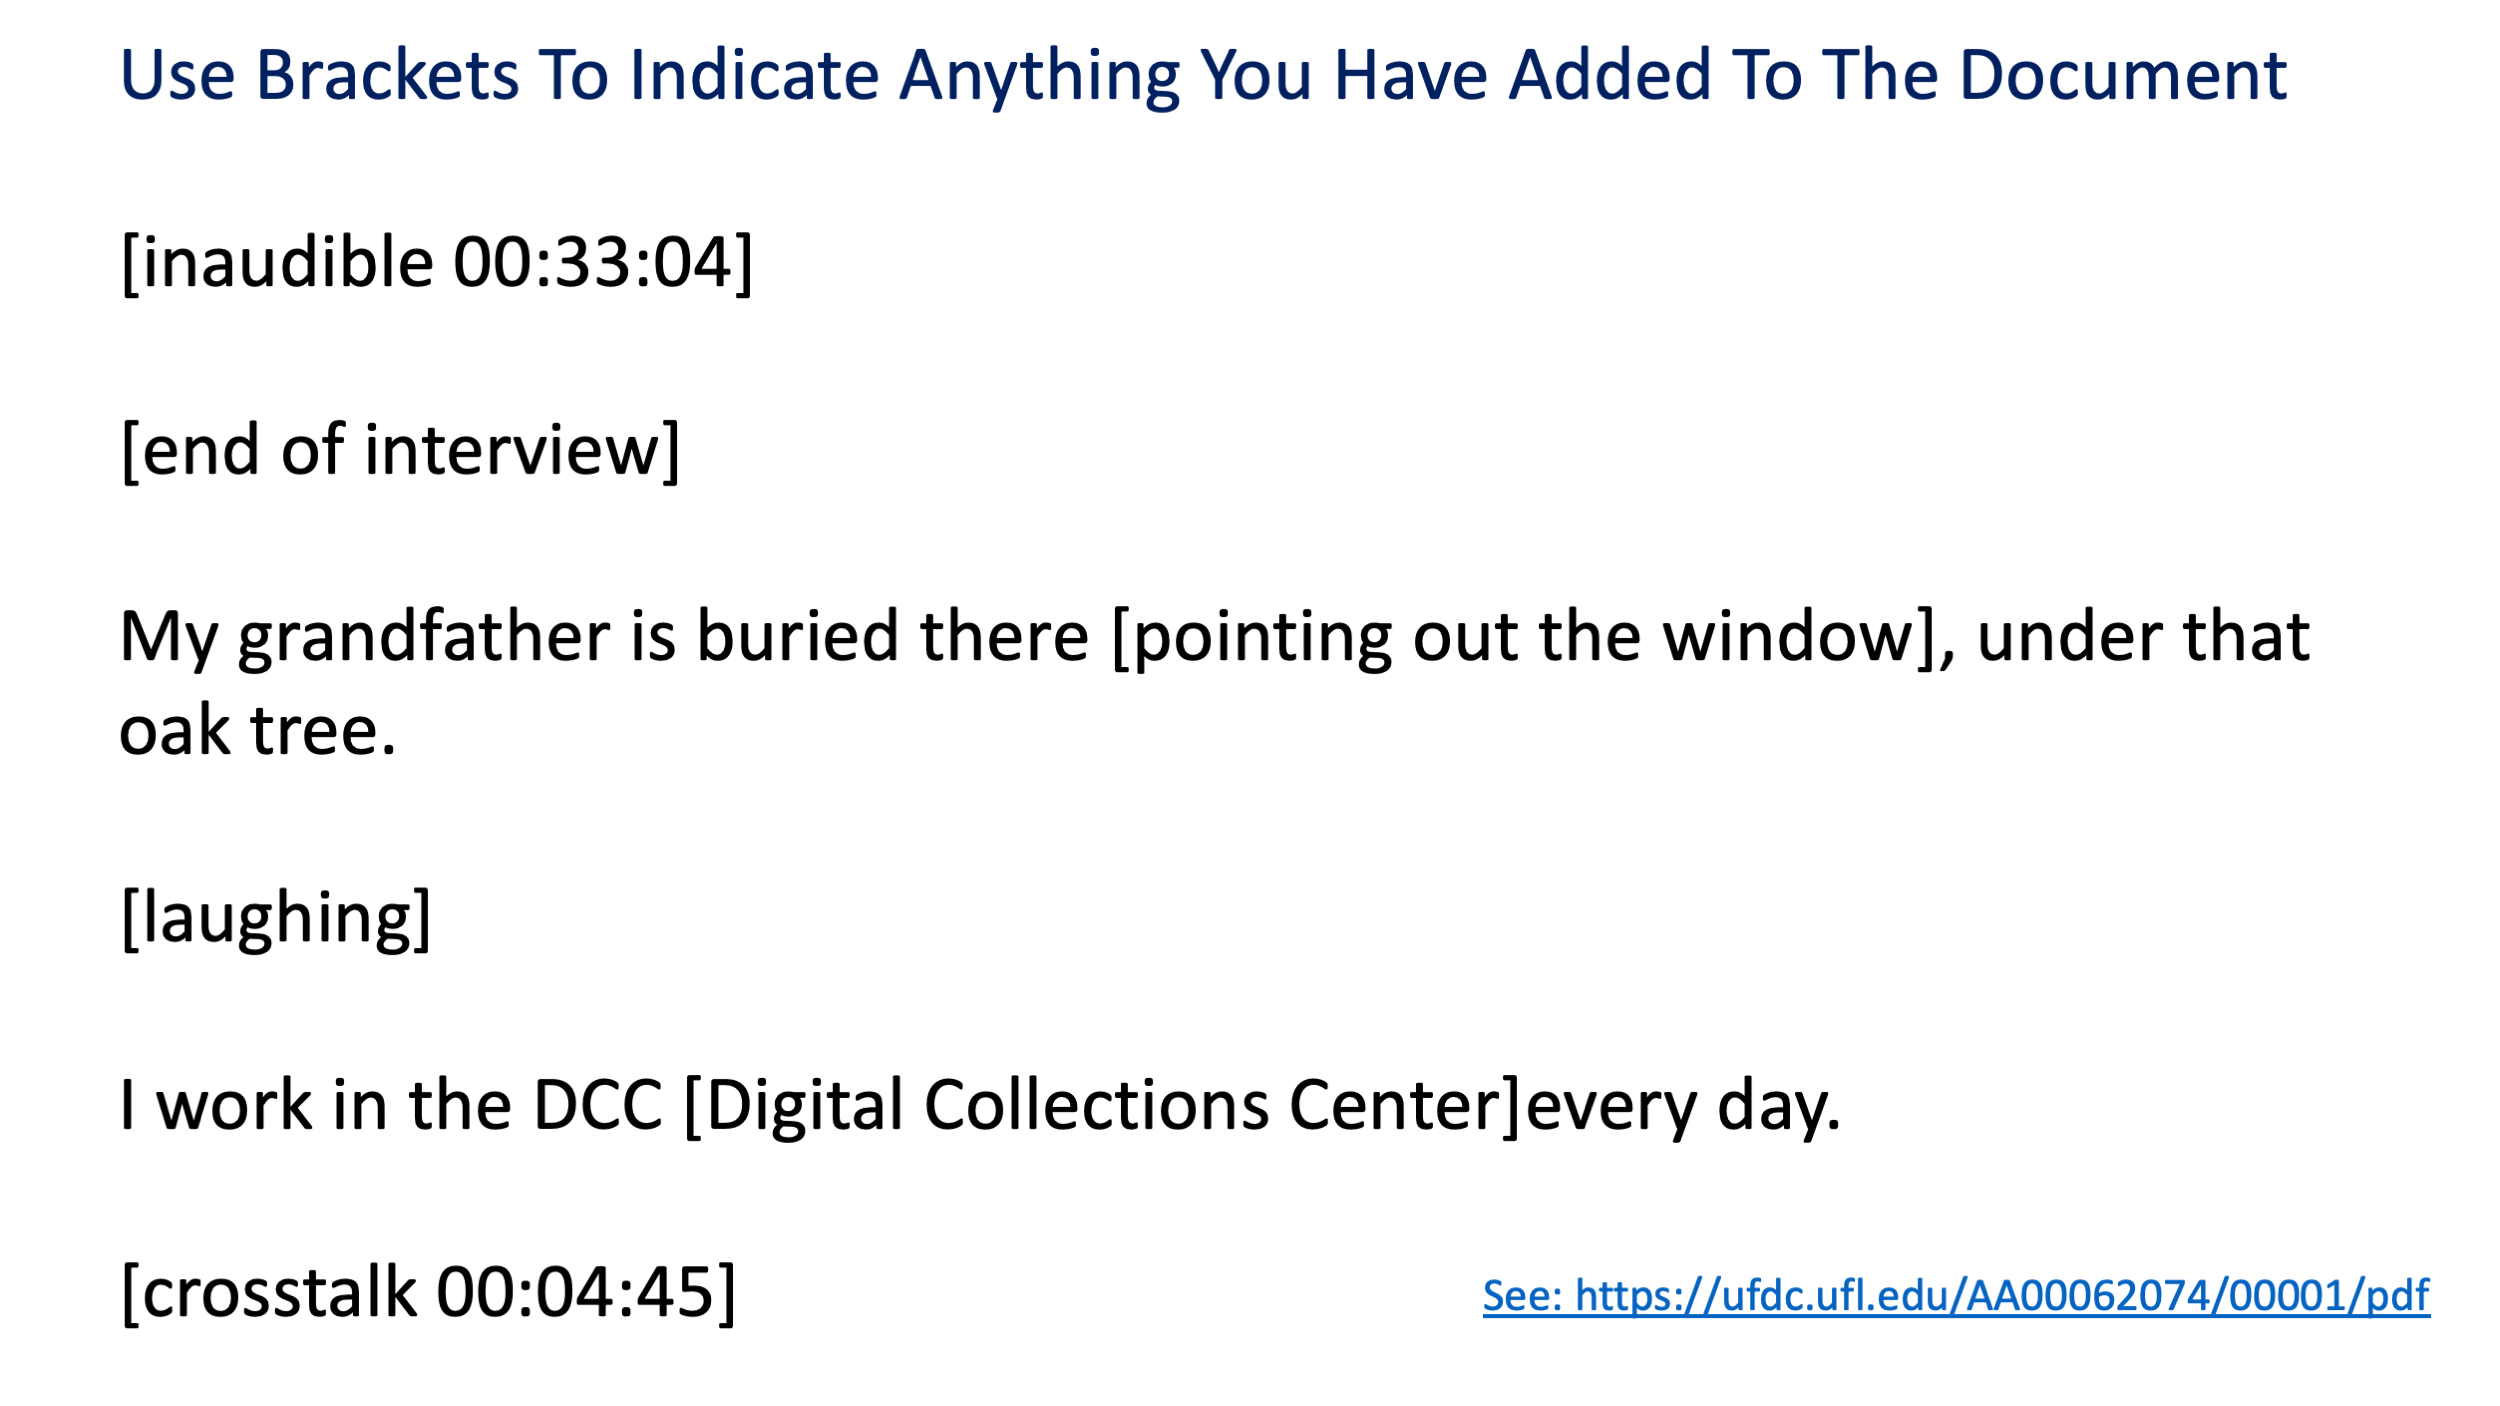 Use Brackets To Indicate Anything You Have Added To The Document
[inaudible 00:33:04]
[end of interview]
My grandfather is buried there [pointing out the window], under that
oak tree.
[laughing]
I work in the DCC [Digital Collections Center]every day.
[crosstalk 00:04:45]
See: https://ufdc.ufl.edu/AA00062074/00001/pdf